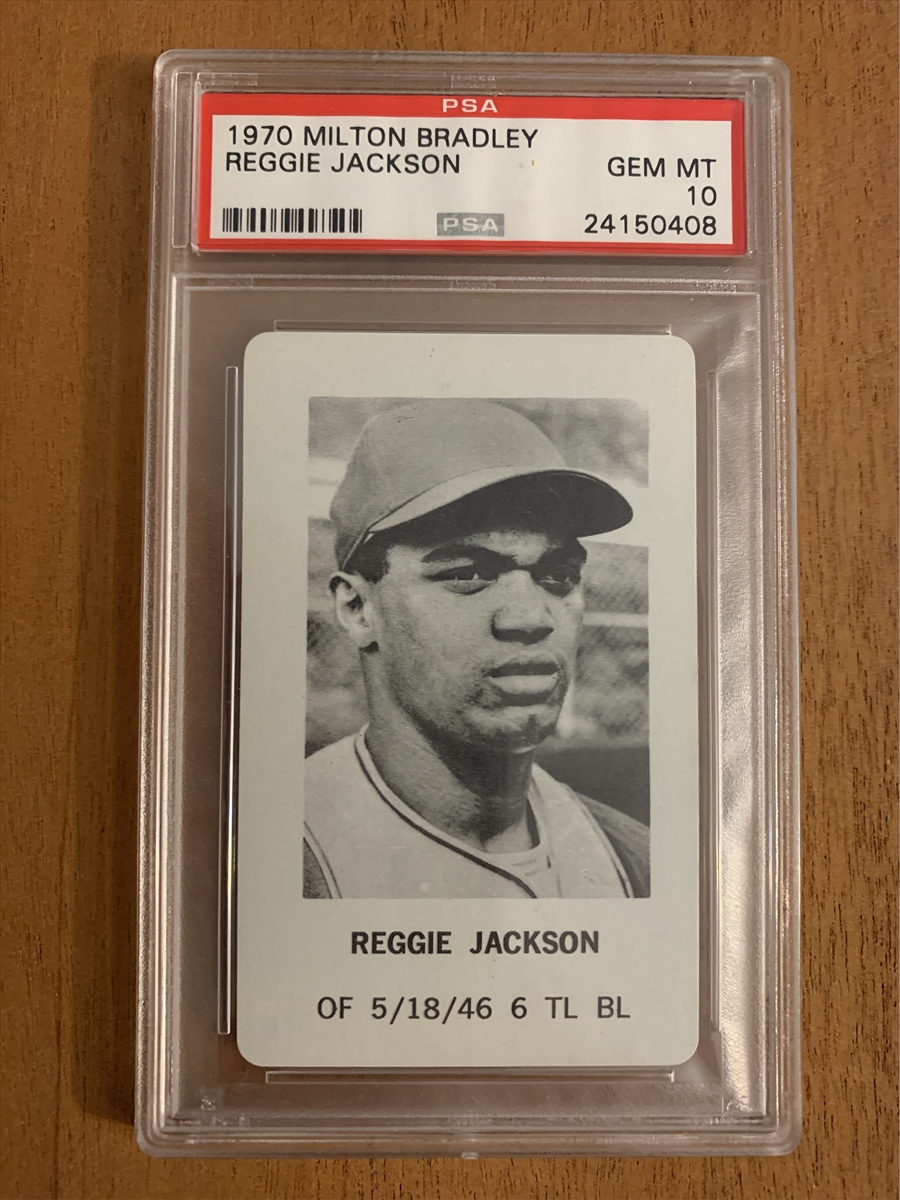 PSA
1970 MILTON BRADLEY
REGGIE JACKSON GEM MT
10
PSA 24150408
REGGIE JACKSON
OF 5/18/46 6 TL BL